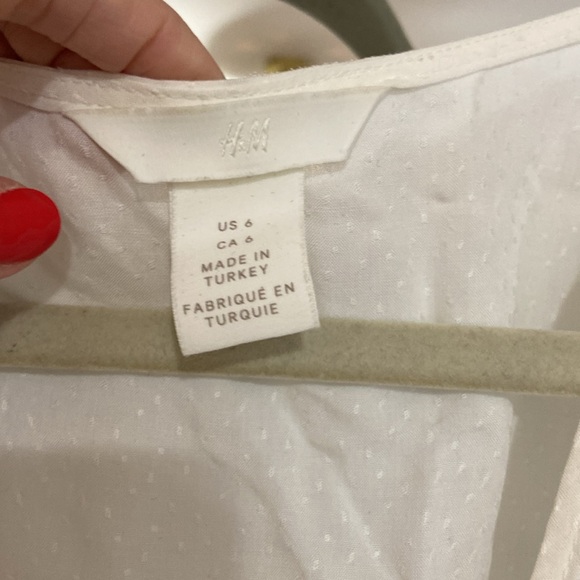 H&M
US 6
CA 6
MADE IN
TURKEY
FABRIQUÉ EN
TURQUIE